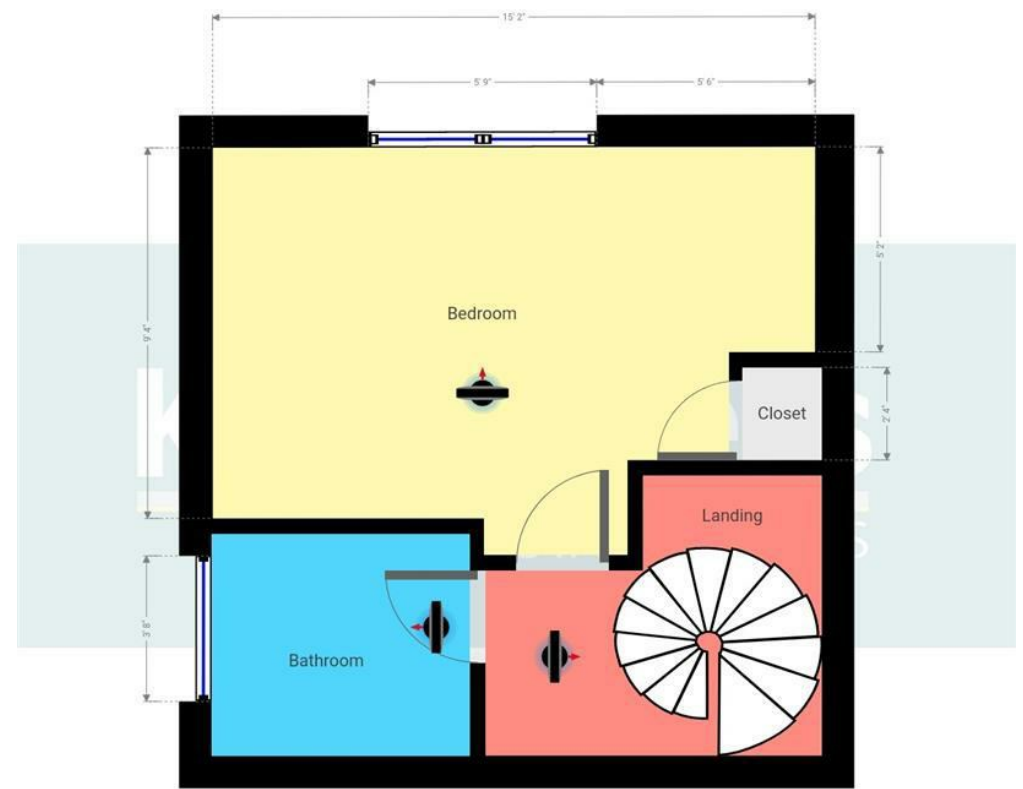 15' 2"
5' 9"
5' 6"
5' 2"
Bedroom
9' 4"
Closet
2' 4"
Landing
3' 8"
Bathroom